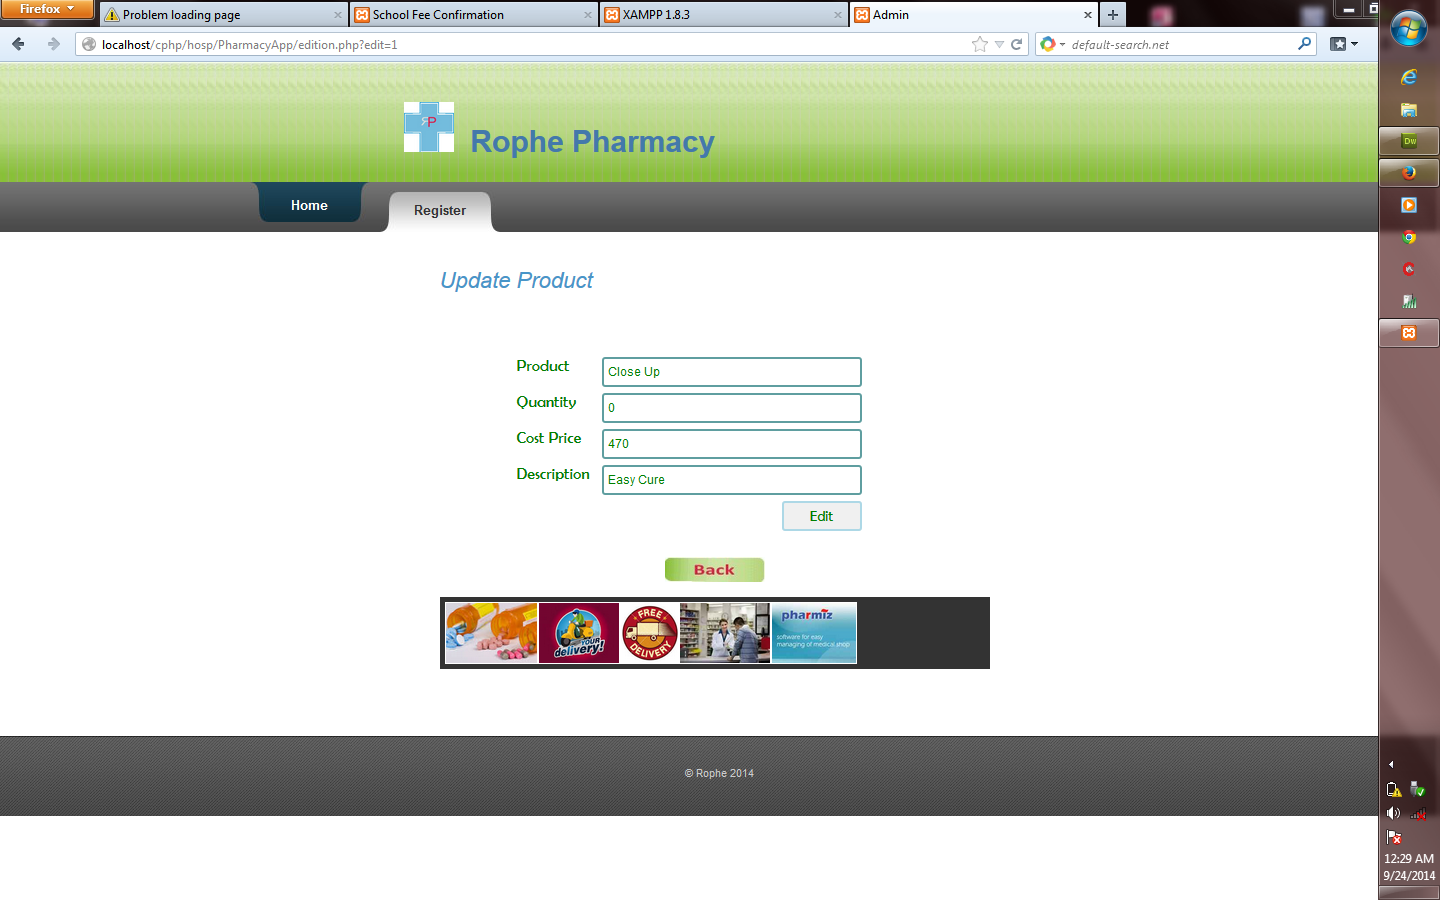 Firefox
Problem loading page
School Fee Confirmation
XAMPP 1.8.3
Admin
localhost/cphp/hosp/PharmacyApp/edition.php?edit=1
default-search.net
RP
Rophe Pharmacy
Home
Register
Update Product
Product
Close Up
Quantity
0
Cost Price
470
Description
Easy Cure
Edit
Back
YOUR
delivery!
FREE
DELIVERY
pharmiz
software for easy
managing of medical shop
© Rophe 2014
Dw
12:29 AM
9/24/2014